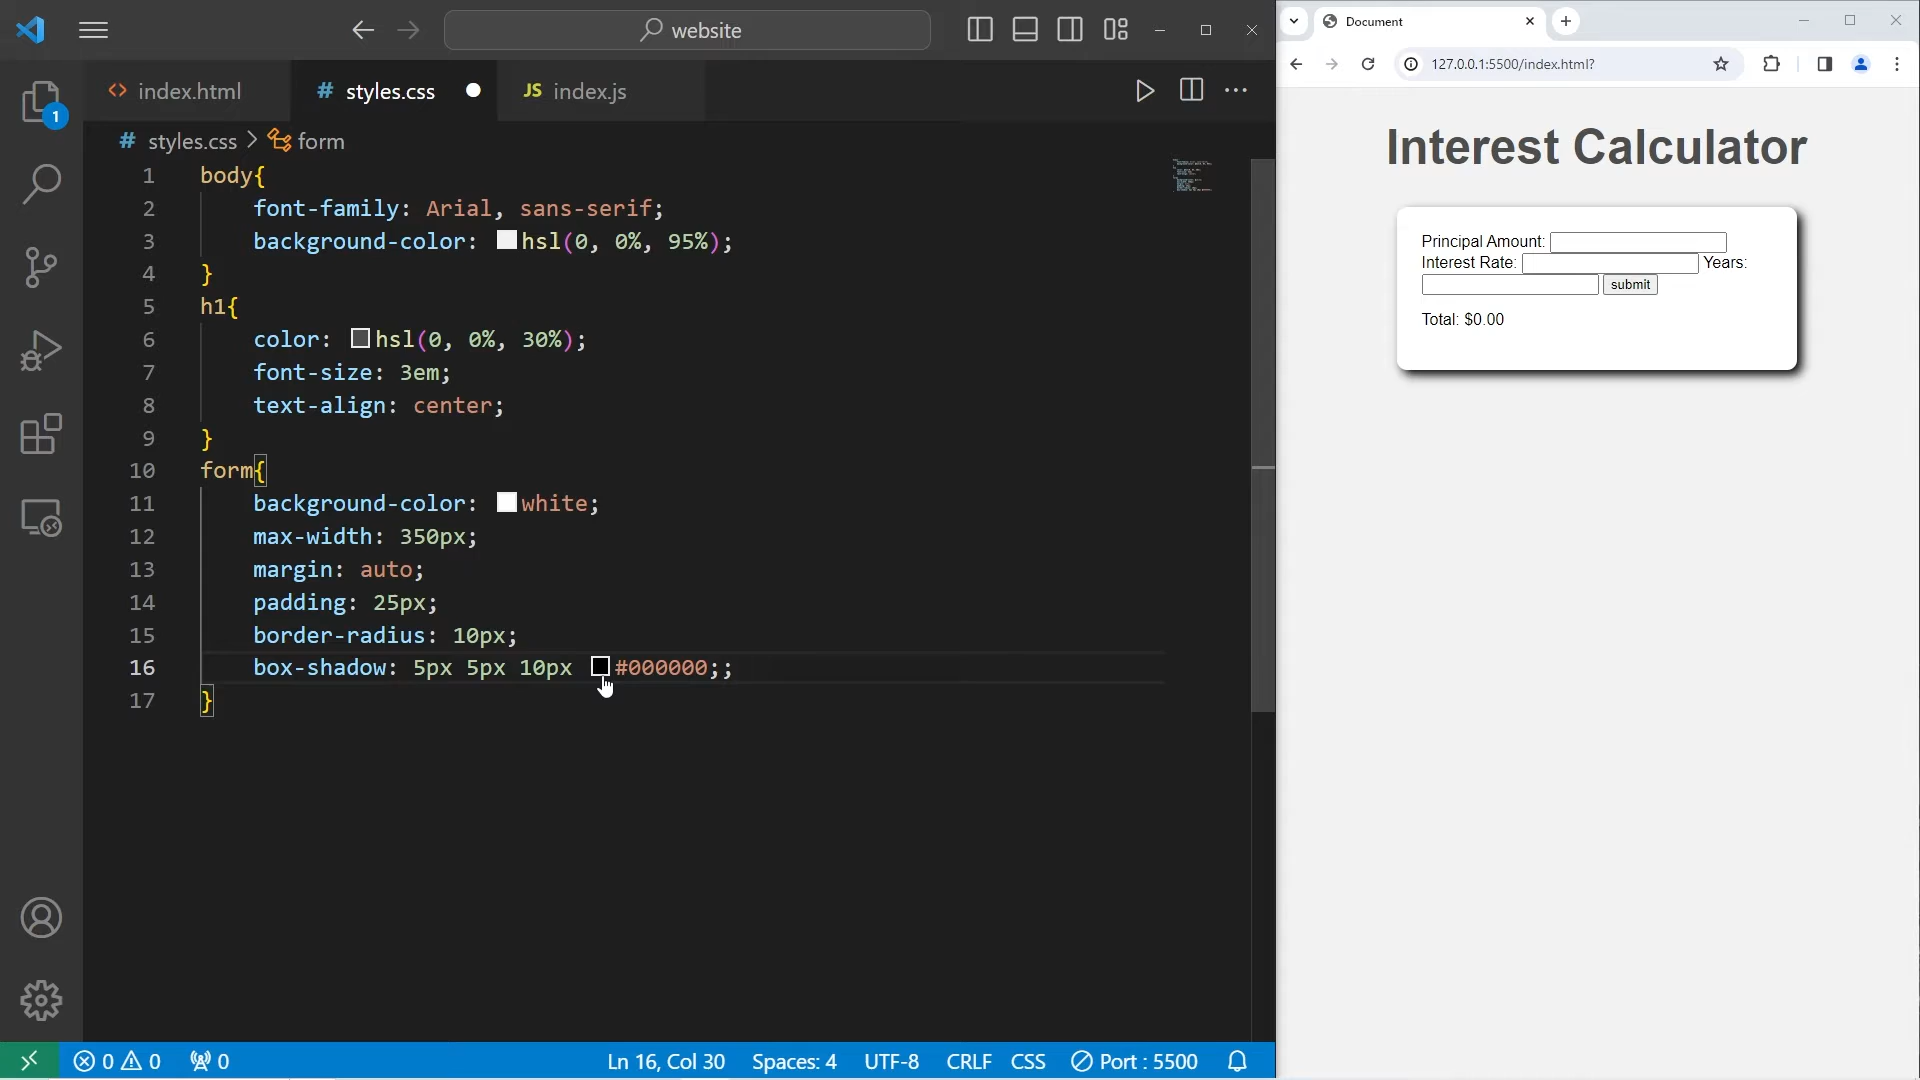 website
index.html
styles.css
JS index.js
1
# styles.css > form
1 body{
2 font-family: Arial, sans-serif;
3 background-color: hsl(0, 0%, 95%);
4 }
5 h1{
6 color: hsl(0, 0%, 30%);
7 font-size: 3em;
8 text-align: center;
9 }
10 form{
11 background-color: white;
12 max-width: 350px;
13 margin: auto;
14 padding: 25px;
15 border-radius: 10px;
16 box-shadow: 5px 5px 10px #000000;;
17 }
0 0 0 Ln 16, Col 30 Spaces: 4 UTF-8 CRLF CSS Port : 5500
Document
127.0.0.1:5500/index.html?
Interest Calculator
Principal Amount:
Interest Rate: Years:
submit
Total: $0.00